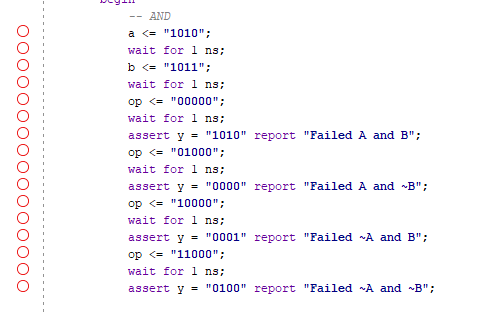 begin
-- AND
a <= "1010";
wait for 1 ns;
b <= "1011";
wait for 1 ns;
op <= "00000";
wait for 1 ns;
assert y = "1010" report "Failed A and B";
op <= "01000";
wait for 1 ns;
assert y = "0000" report "Failed A and ~B";
op <= "10000";
wait for 1 ns;
assert y = "0001" report "Failed ~A and B";
op <= "11000";
wait for 1 ns;
assert y = "0100" report "Failed ~A and ~B";